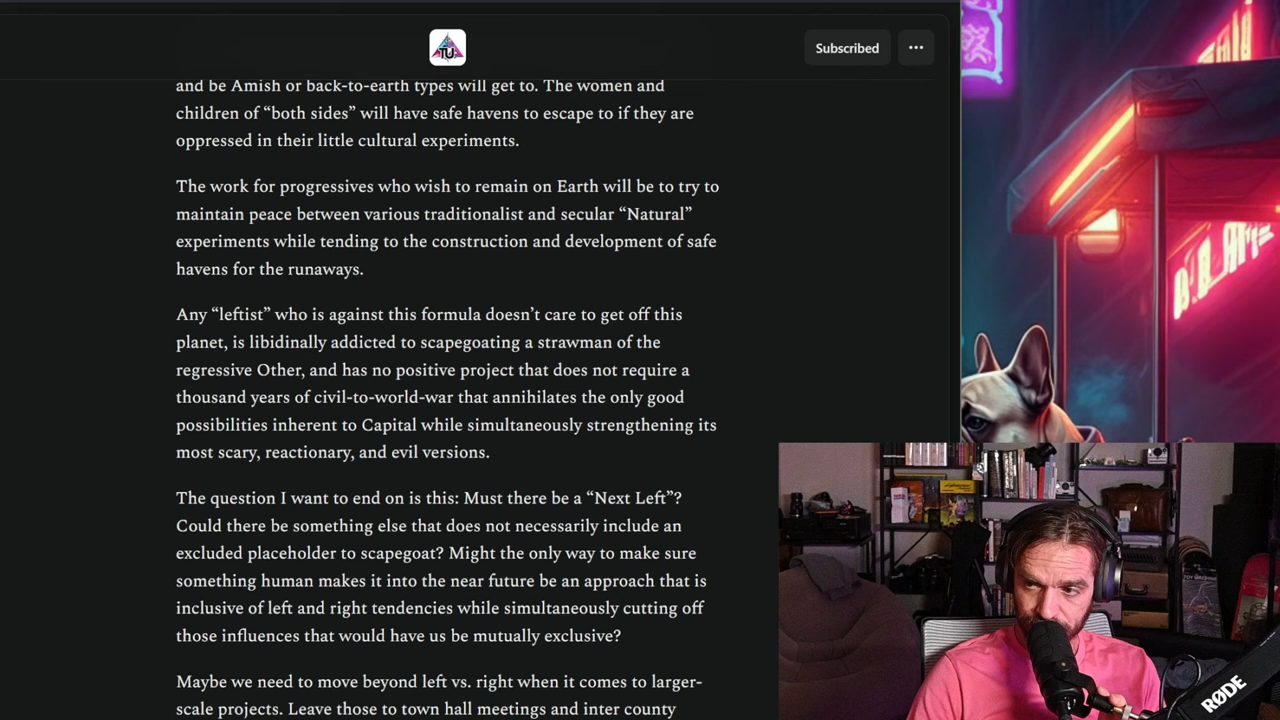 TU
Subscribed
and be Amish or back-to-earth types will get to. The women and
children of “both sides” will have safe havens to escape to if they are
oppressed in their little cultural experiments.
The work for progressives who wish to remain on Earth will be to try to
maintain peace between various traditionalist and secular “Natural”
experiments while tending to the construction and development of safe
havens for the runaways.
Any “leftist” who is against this formula doesn’t care to get off this
planet, is libidinally addicted to scapegoating a strawman of the
regressive Other, and has no positive project that does not require a
thousand years of civil-to-world-war that annihilates the only good
possibilities inherent to Capital while simultaneously strengthening its
most scary, reactionary, and evil versions.
The question I want to end on is this: Must there be a “Next Left”?
Could there be something else that does not necessarily include an
excluded placeholder to scapegoat? Might the only way to make sure
something human makes it into the near future be an approach that is
inclusive of left and right tendencies while simultaneously cutting off
those influences that would have us be mutually exclusive?
Maybe we need to move beyond left vs. right when it comes to larger-
scale projects. Leave those to town hall meetings and inter county
RØDE